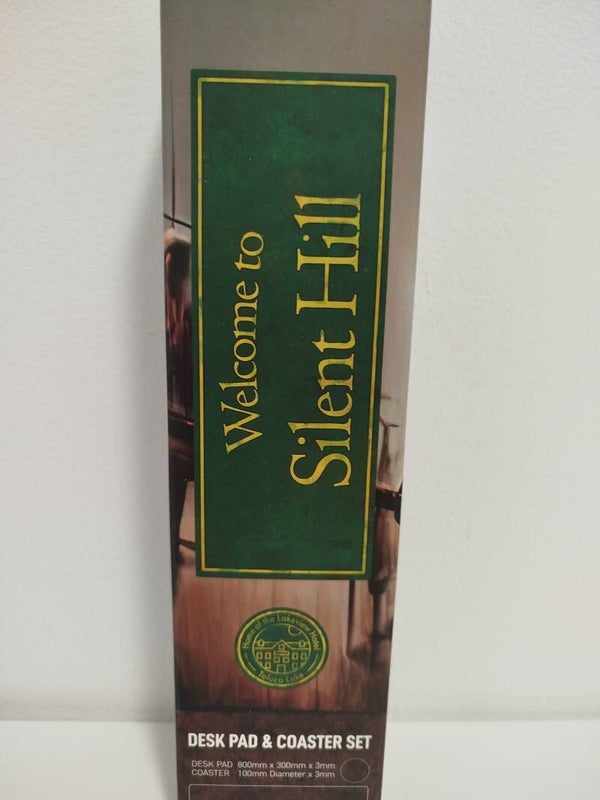 Welcome to
Silent Hill
Home of the Lakeview Hotel
Toluca Lake
DESK PAD & COASTER SET
DESK PAD 800mm x 300mm x 3mm
COASTER 100mm Diameter x 3mm